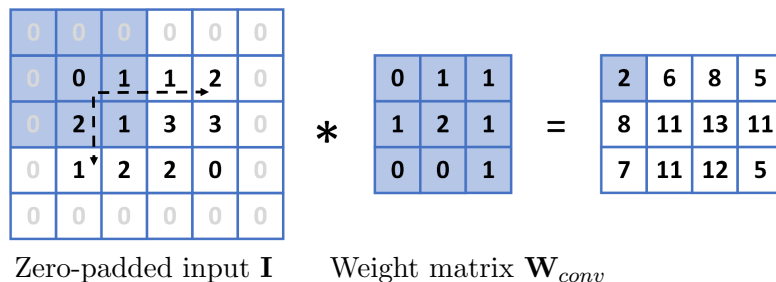 0 0 0 0 0 0
0 0 1 1 2 0 0 1 1 2 6 8 5
0 2 1 3 3 0 * 1 2 1 = 8 11 13 11
0 1 2 2 0 0 0 0 1 7 11 12 5
0 0 0 0 0 0
Zero-padded input I Weight matrix W_conv